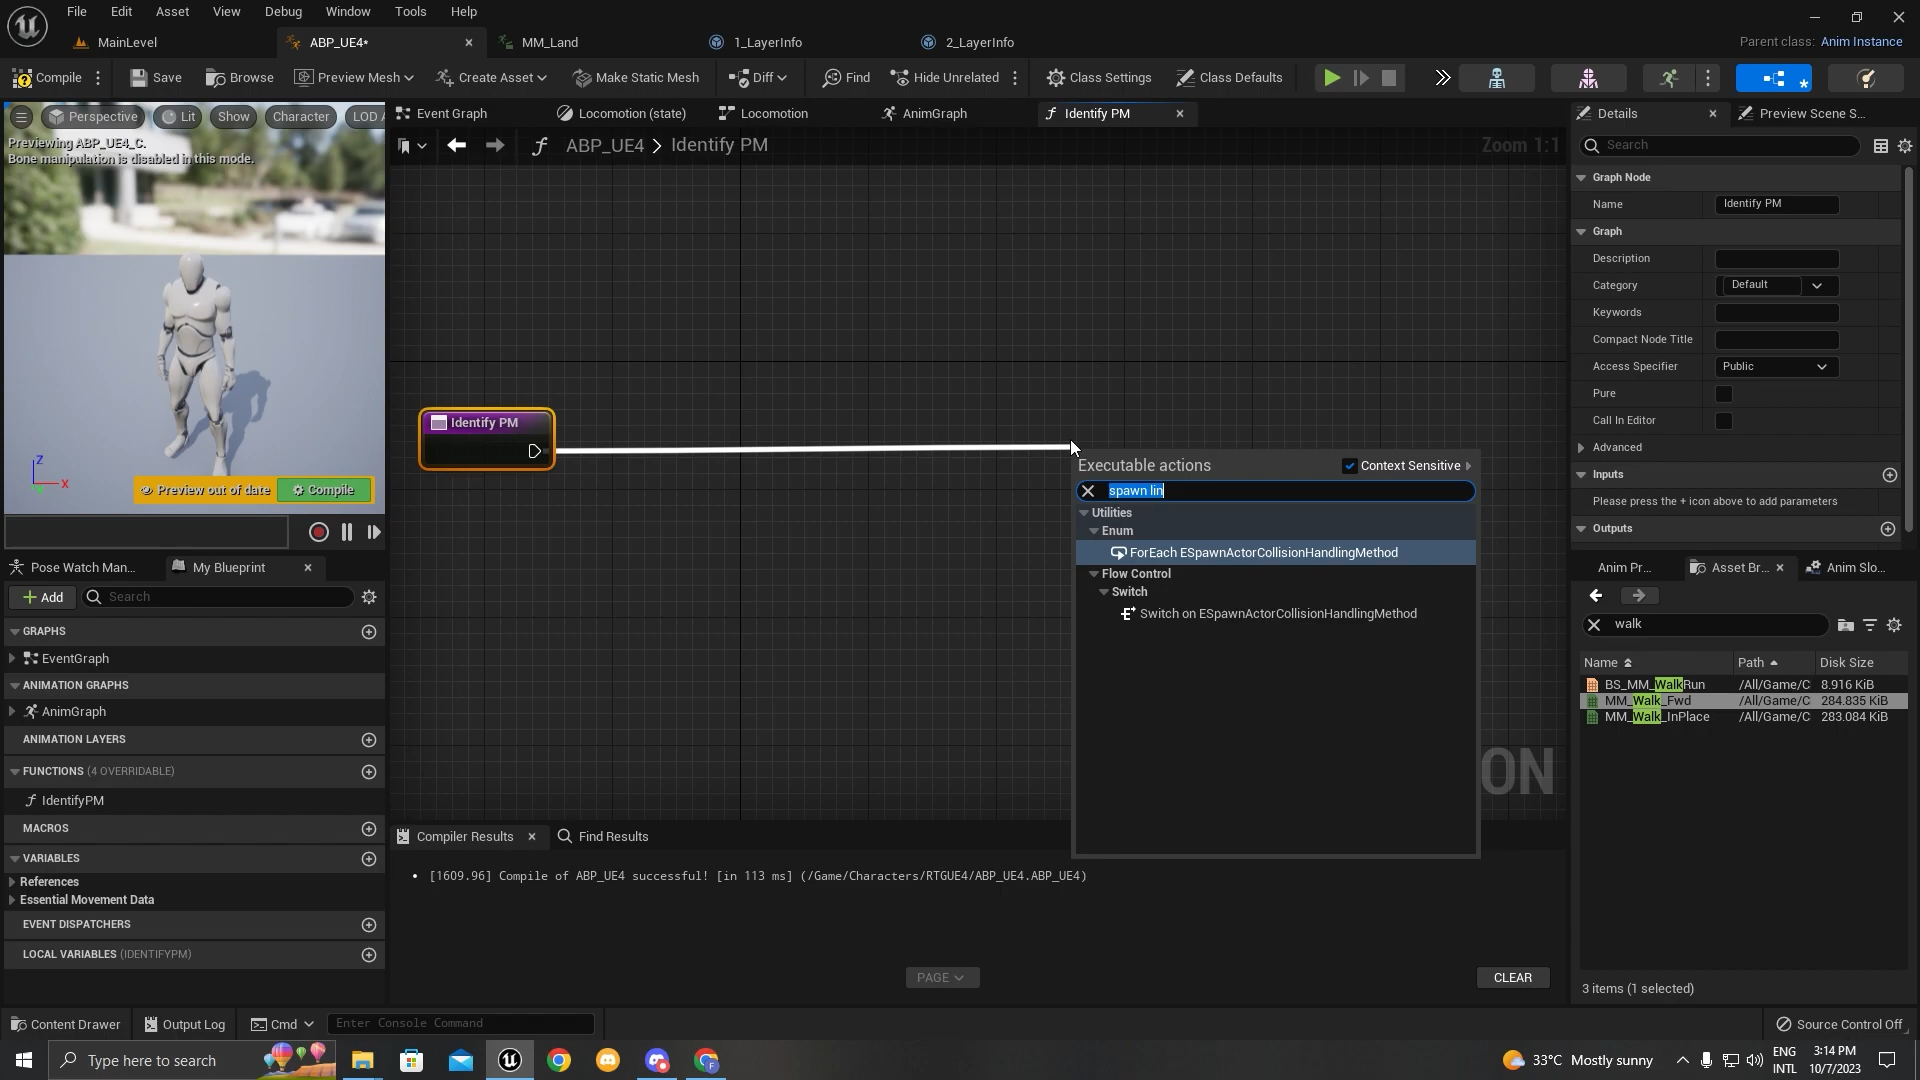 File Edit Asset View Debug Window Tools Help
MainLevel ABP_UE4* MM_Land 1_LayerInfo 2_LayerInfo Parent class: Anim Instance
Compile Save Browse Preview Mesh Create Asset Make Static Mesh Diff Find Hide Unrelated Class Settings Class Defaults
Perspective Lit Show Character LOD A
Previewing ABP_UE4_C.
Bone manipulation is disabled in this mode.
Z
X
Preview out of date Compile
Event Graph Locomotion (state) Locomotion AnimGraph Identify PM
ABP_UE4 > Identify PM Zoom 1:1
Identify PM
Executable actions Context Sensitive
spawn lin
Utilities
Enum
ForEach ESpawnActorCollisionHandlingMethod
Flow Control
Switch
Switch on ESpawnActorCollisionHandlingMethod
ON
Pose Watch Man... My Blueprint
Add Search
GRAPHS
EventGraph
ANIMATION GRAPHS
AnimGraph
ANIMATION LAYERS
FUNCTIONS (4 OVERRIDABLE)
IdentifyPM
MACROS
VARIABLES
References
Essential Movement Data
EVENT DISPATCHERS
LOCAL VARIABLES (IDENTIFYPM)
Compiler Results Find Results
[1609.96] Compile of ABP_UE4 successful! [in 113 ms] (/Game/Characters/RTGUE4/ABP_UE4.ABP_UE4)
PAGE CLEAR
Details Preview Scene S...
Search
Graph Node
Name Identify PM
Graph
Description
Category Default
Keywords
Compact Node Title
Access Specifier Public
Pure
Call In Editor
Advanced
Inputs
Please press the + icon above to add parameters
Outputs
Anim Pr... Asset Br... Anim Slo...
walk
Name Path Disk Size
BS_MM_WalkRun /All/Game/C 8.916 KiB
MM_Walk_Fwd /All/Game/C 284.835 KiB
MM_Walk_InPlace /All/Game/C 283.084 KiB
3 items (1 selected)
Content Drawer Output Log Cmd Enter Console Command Source Control Off
Type here to search 33°C Mostly sunny ENG INTL 3:14 PM 10/7/2023